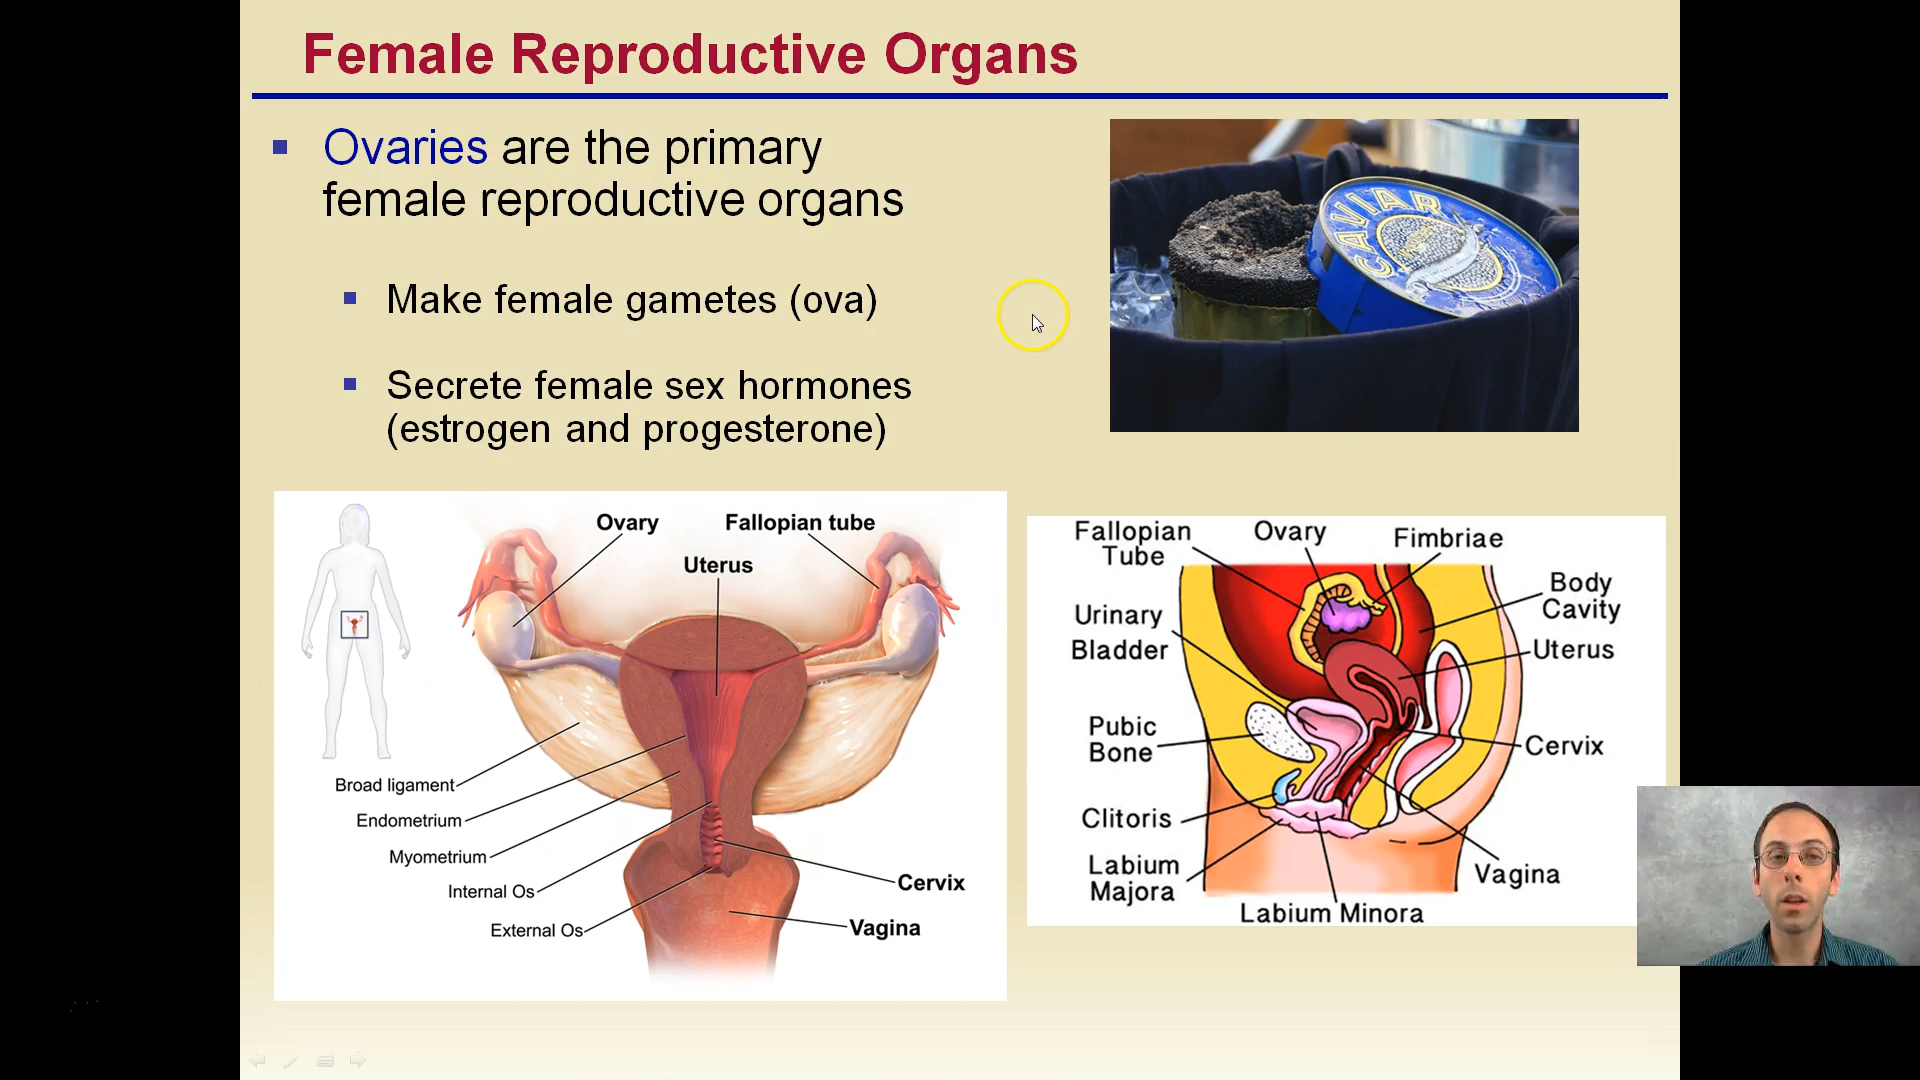 Female Reproductive Organs
Ovaries are the primary
female reproductive organs
Make female gametes (ova)
Secrete female sex hormones
(estrogen and progesterone)
CAVIAR
Ovary
Fallopian tube
Uterus
Broad ligament
Endometrium
Myometrium
Internal Os
External Os
Cervix
Vagina
Fallopian
Tube
Ovary
Fimbriae
Body
Cavity
Urinary
Bladder
Uterus
Pubic
Bone
Cervix
Clitoris
Labium
Majora
Vagina
Labium Minora